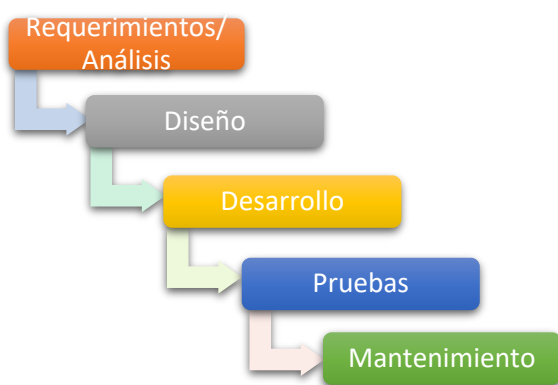 Requerimientos/
Análisis
Diseño
Desarrollo
Pruebas
Mantenimiento